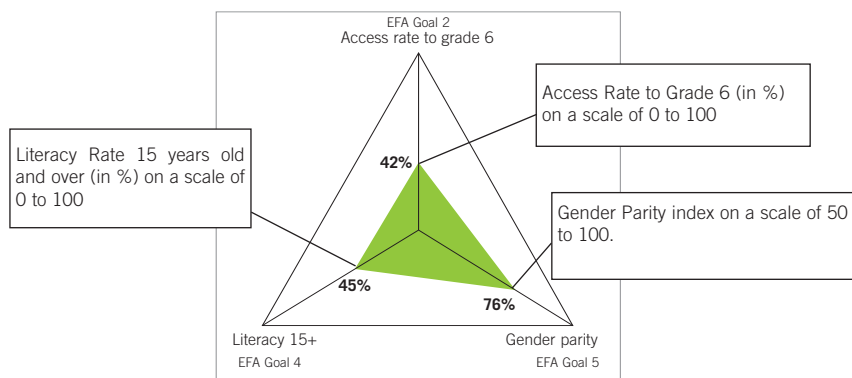 EFA Goal 2
Access rate to grade 6
Access Rate to Grade 6 (in %)
on a scale of 0 to 100
Literacy Rate 15 years old
and over (in %) on a scale of
0 to 100
42%
Gender Parity index on a scale of 50
to 100.
45%
76%
Literacy 15+
Gender parity
EFA Goal 4
EFA Goal 5